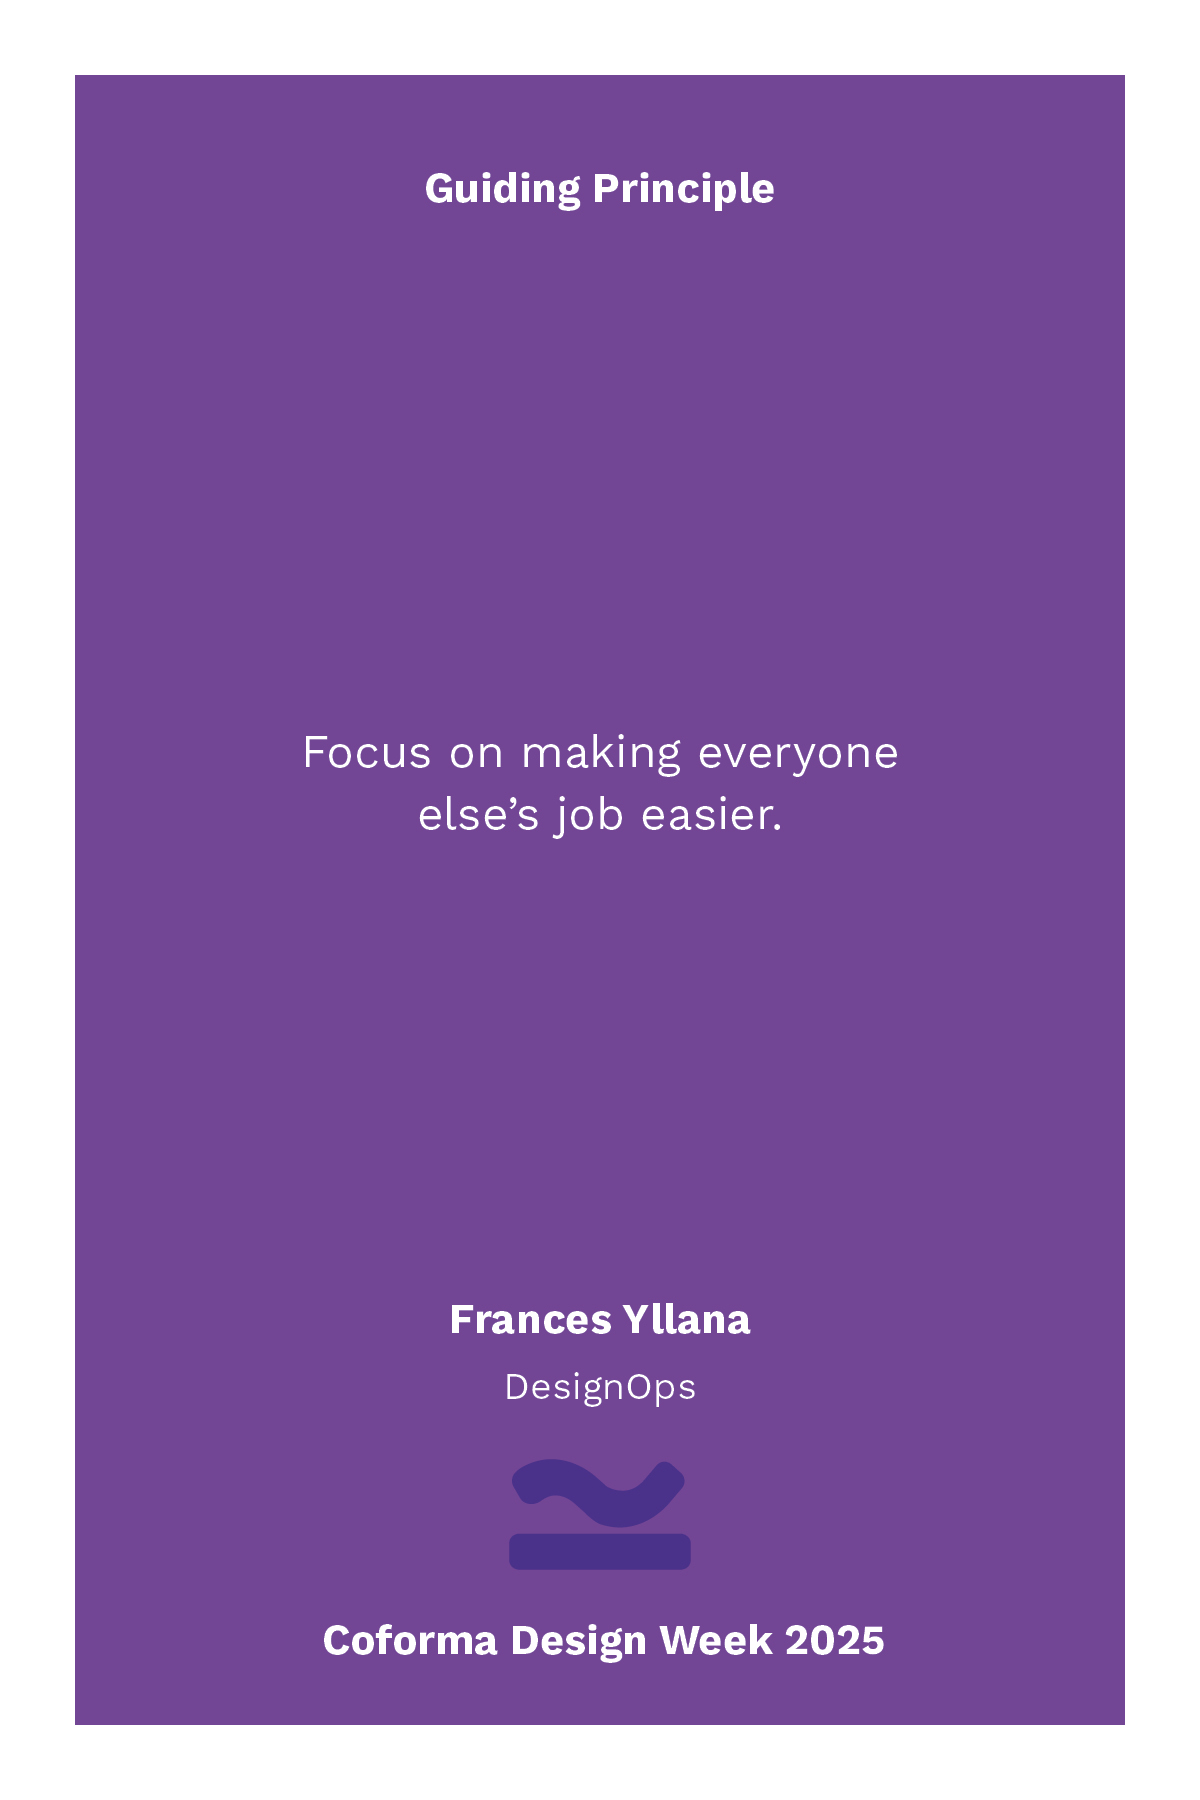 Guiding Principle
Focus on making everyone
else’s job easier.
Frances Yllana
DesignOps
Coforma Design Week 2025